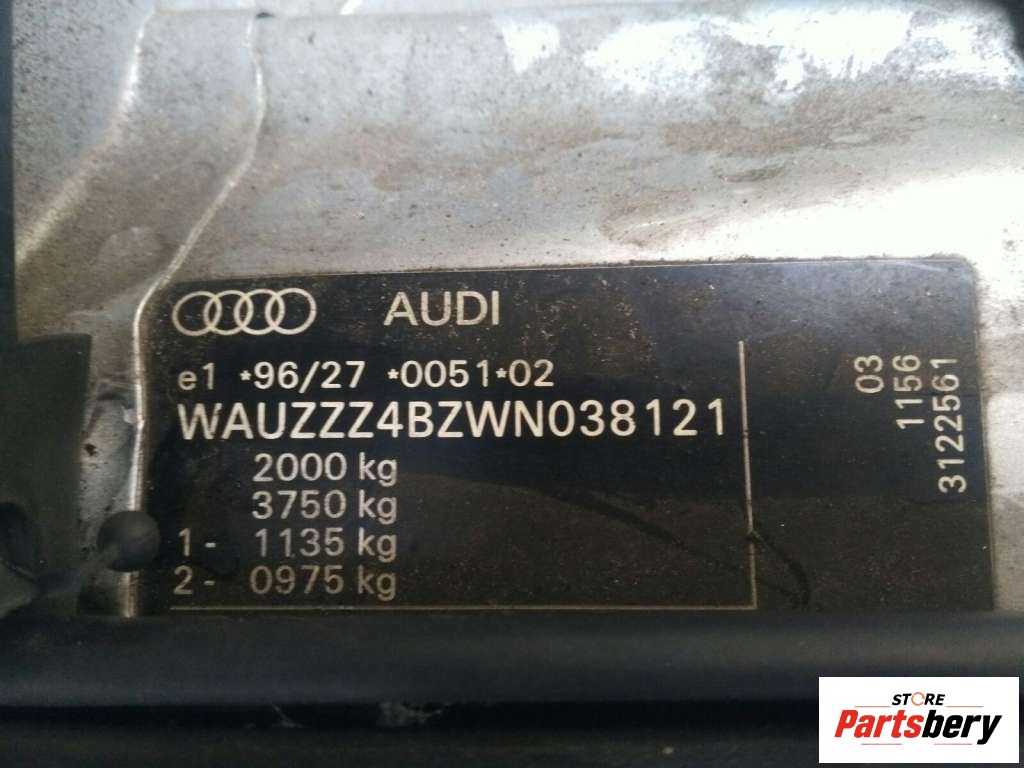 AUDI
e1 *96/27 *0051*02
WAUZZZ4BZWN038121
2000 kg
3750 kg
1- 1135 kg
2- 0975 kg
03
1156
3122561
STORE
Partsbery